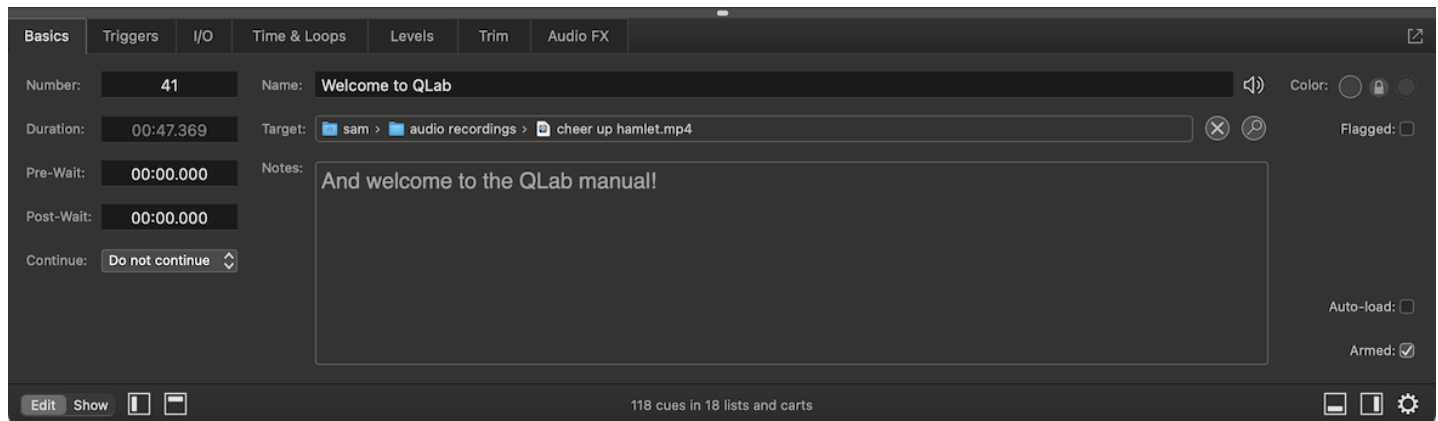 Basics Triggers I/O Time & Loops Levels Trim Audio FX
Number: 41 Name: Welcome to QLab Color:
Duration: 00:47.369 Target: sam › audio recordings › cheer up hamlet.mp4 Flagged:
Pre-Wait: 00:00.000 Notes: And welcome to the QLab manual!
Post-Wait: 00:00.000
Continue: Do not continue
Auto-load:
Armed:
Edit Show 118 cues in 18 lists and carts